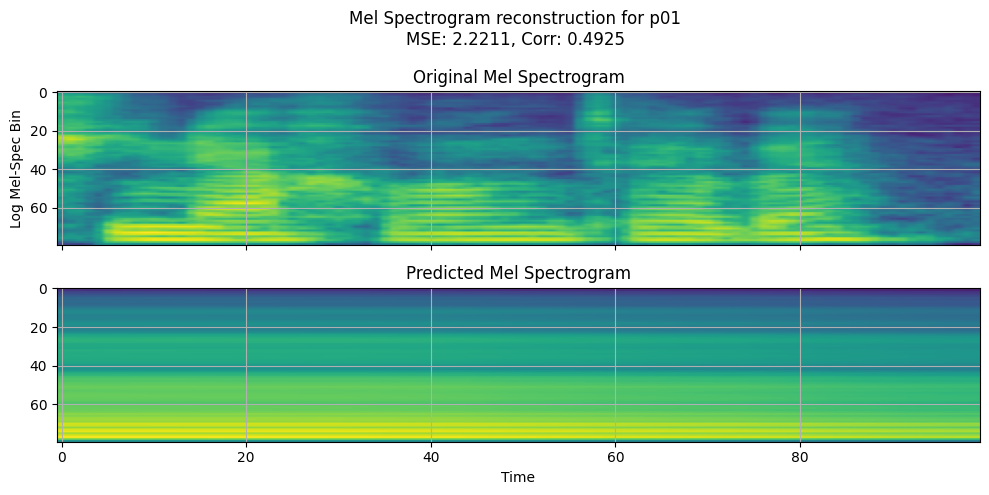 Mel Spectrogram reconstruction for p01
MSE: 2.2211, Corr: 0.4925
Original Mel Spectrogram
0
20
40
60
Log Mel-Spec Bin
Predicted Mel Spectrogram
0
20
40
60
0 20 40 60 80
Time